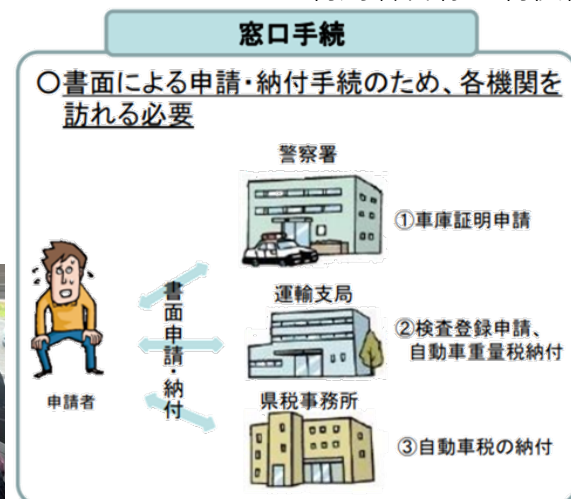 窓口手続
○書面による申請・納付手続のため、各機関を
訪れる必要
警察署
①車庫証明申請
書面申請・納付
運輸支局
②検査登録申請、
自動車重量税納付
申請者
県税事務所
③自動車税の納付